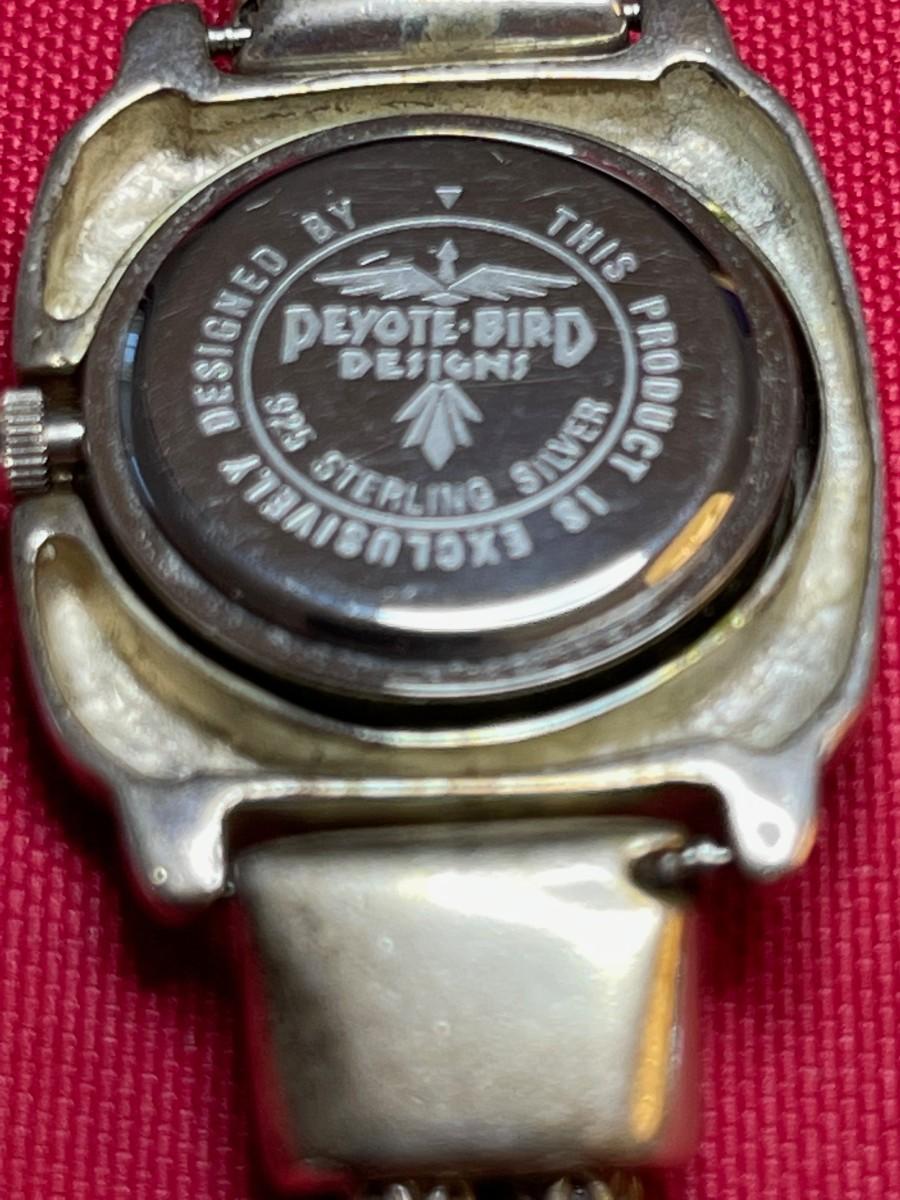 THIS PRODUCT IS EXCLUSIVELY DESIGNED BY
PEYOTE·BIRD
DESIGNS
925 STERLING SILVER